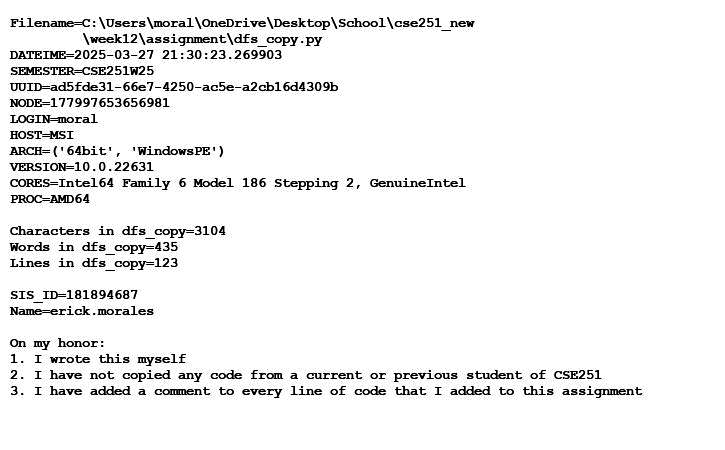 Filename=C:\Users\moral\OneDrive\Desktop\School\cse251_new
\week12\assignment\dfs_copy.py
DATEIME=2025-03-27 21:30:23.269903
SEMESTER=CSE251W25
UUID=ad5fde31-66e7-4250-ac5e-a2cb16d4309b
NODE=177997653656981
LOGIN=moral
HOST=MSI
ARCH=('64bit', 'WindowsPE')
VERSION=10.0.22631
CORES=Intel64 Family 6 Model 186 Stepping 2, GenuineIntel
PROC=AMD64
Characters in dfs_copy=3104
Words in dfs_copy=435
Lines in dfs_copy=123
SIS_ID=181894687
Name=erick.morales
On my honor:
1. I wrote this myself
2. I have not copied any code from a current or previous student of CSE251
3. I have added a comment to every line of code that I added to this assignment